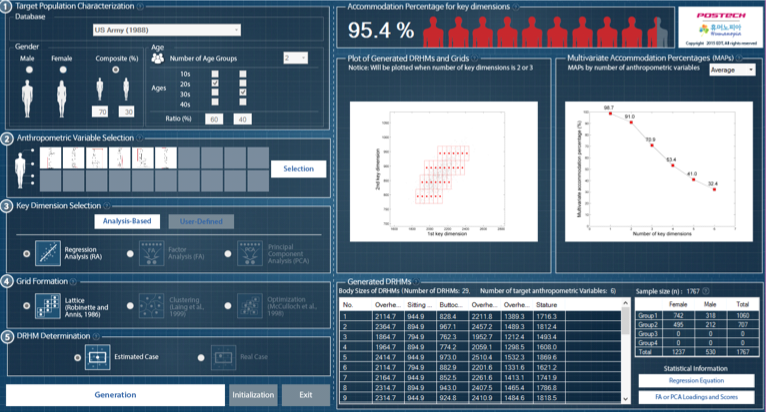 1 Target Population Characterization
Database
US Army (1988)
Gender
Male Female Composite (%)
70 30
Age
Number of Age Groups 2
Ages
10s
20s
30s
40s
Ratio (%) 60 40
2 Anthropometric Variable Selection
Selection
3 Key Dimension Selection
Analysis-Based User-Defined
Regression Analysis (RA)
Factor Analysis (FA)
Principal Component Analysis (PCA)
4 Grid Formation
Lattice (Robinette and Annis, 1986)
Clustering (Laing et al., 1999)
Optimization (McCulloch et al., 1998)
5 DRHM Determination
Estimated Case
Real Case
Generation Initialization Exit
Accommodation Percentage for key dimensions
95.4 %
POSTECH
휴머노피아
Copyright 2015 EDT, All rights reserved
Plot of Generated DRHMs and Grids
Notice: Will be plotted when number of key dimensions is 2 or 3
2nd key dimension
1st key dimension
Multivariate Accommodation Percentages (MAPs)
MAPs by number of anthropometric variables Average
Multivariate accommodation percentage (%)
98.7
91.0
70.9
53.4
41.0
32.4
1 2 3 4 5 6
Number of key dimensions
Generated DRHMs
Body Sizes of DRHMs (Number of DRHMs: 29, Number of target anthropometric Variables: 6)
No. Overhe... Sitting ... Buttoc... Overhe... Overhe... Stature
1 2114.7 944.9 828.4 2211.8 1389.3 1716.3
2 2364.7 894.9 967.1 2457.2 1489.3 1812.4
3 1864.7 794.9 762.3 1952.7 1212.4 1493.4
4 1964.7 894.9 774.2 2059.1 1298.5 1608.0
5 2414.7 944.9 973.0 2510.4 1532.3 1869.6
6 2114.7 794.9 882.9 2201.6 1331.6 1621.2
7 2164.7 944.9 852.5 2261.6 1413.1 1741.9
8 2314.7 894.9 943.0 2407.5 1465.4 1786.8
9 2314.7 944.9 924.8 2410.9 1484.6 1818.5
Sample size (n) : 1767
Female Male Total
Group1 742 318 1060
Group2 495 212 707
Group3 0 0 0
Group4 0 0 0
Total 1237 530 1767
Statistical Information
Regression Equation
FA or PCA Loadings and Scores